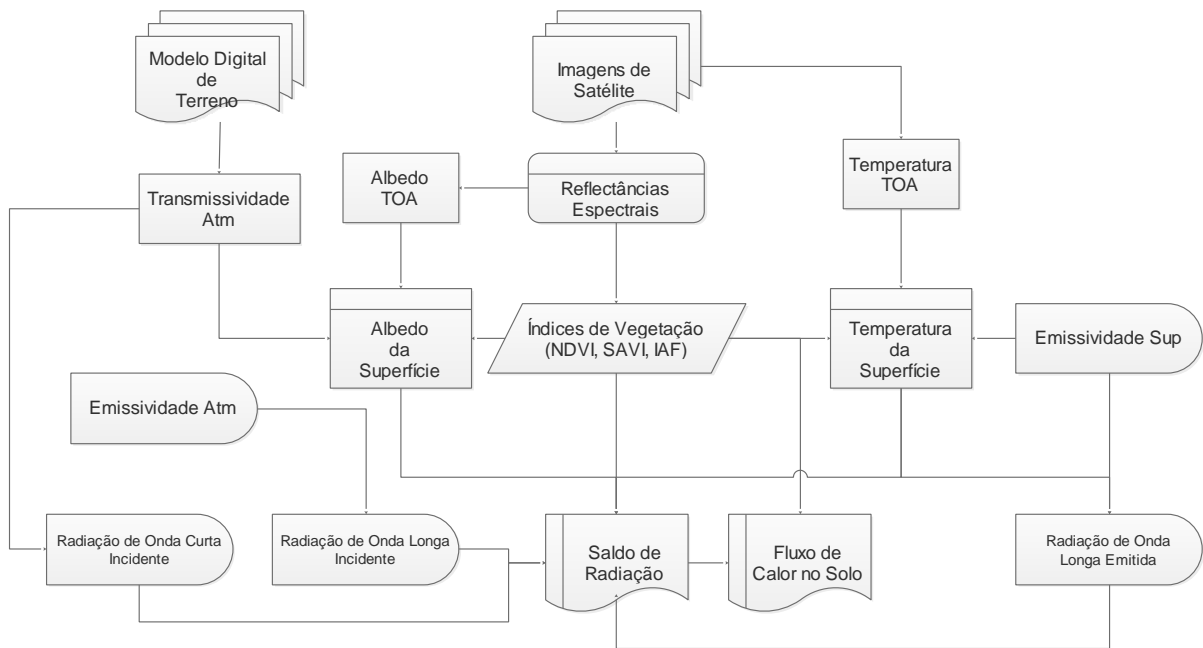 Modelo Digital
de
Terreno
Imagens de
Satélite
Transmissividade
Atm
Albedo
TOA
Reflectâncias
Espectrais
Temperatura
TOA
Albedo
da
Superfície
Índices de Vegetação
(NDVI, SAVI, IAF)
Temperatura
da
Superfície
Emissividade Sup
Emissividade Atm
Radiação de Onda Curta
Incidente
Radiação de Onda Longa
Incidente
Saldo de
Radiação
Fluxo de
Calor no Solo
Radiação de Onda
Longa Emitida